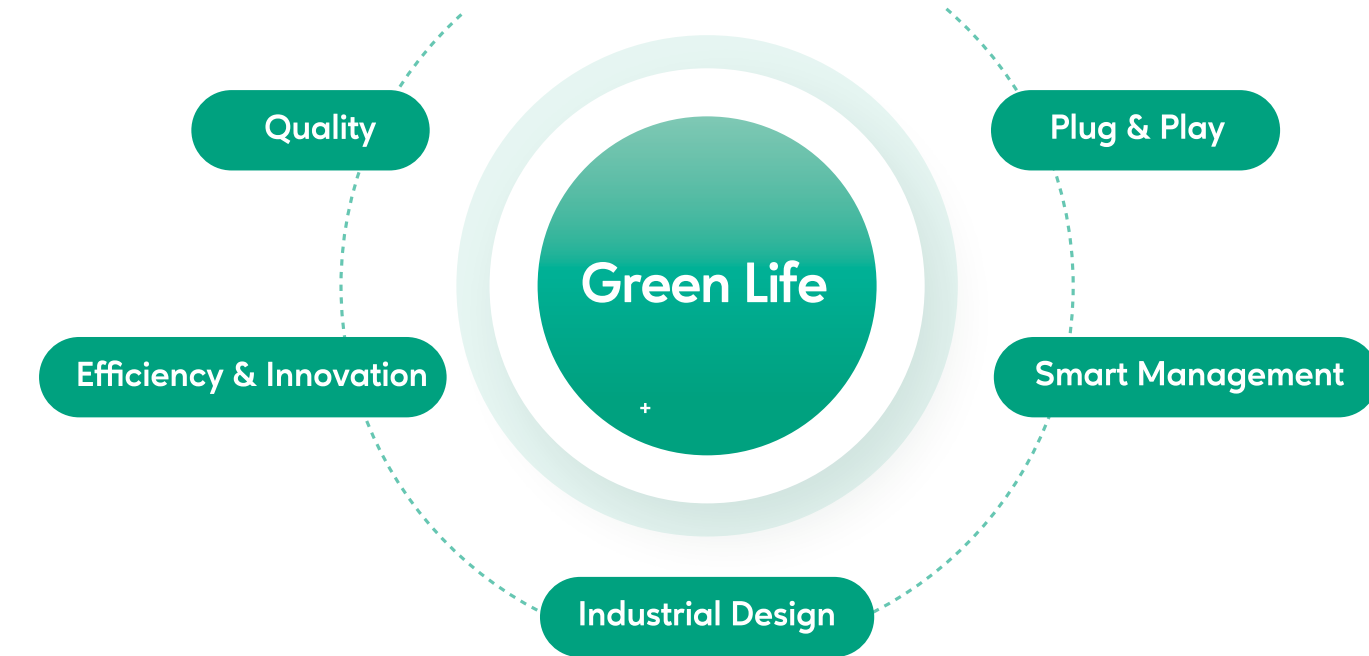 Quality
Plug & Play
Green Life
Efficiency & Innovation
Smart Management
+
Industrial Design